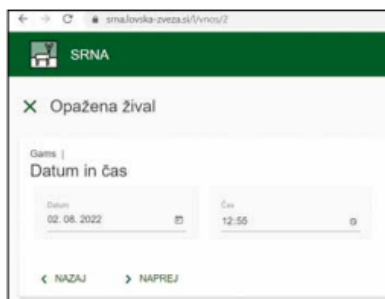 srna.lovska-zveza.si/l/vnos/2
SRNA
Opažena žival
Gams |
Datum in čas
Datum
02. 08. 2022
Čas
12:55
NAZAJ
NAPREJ